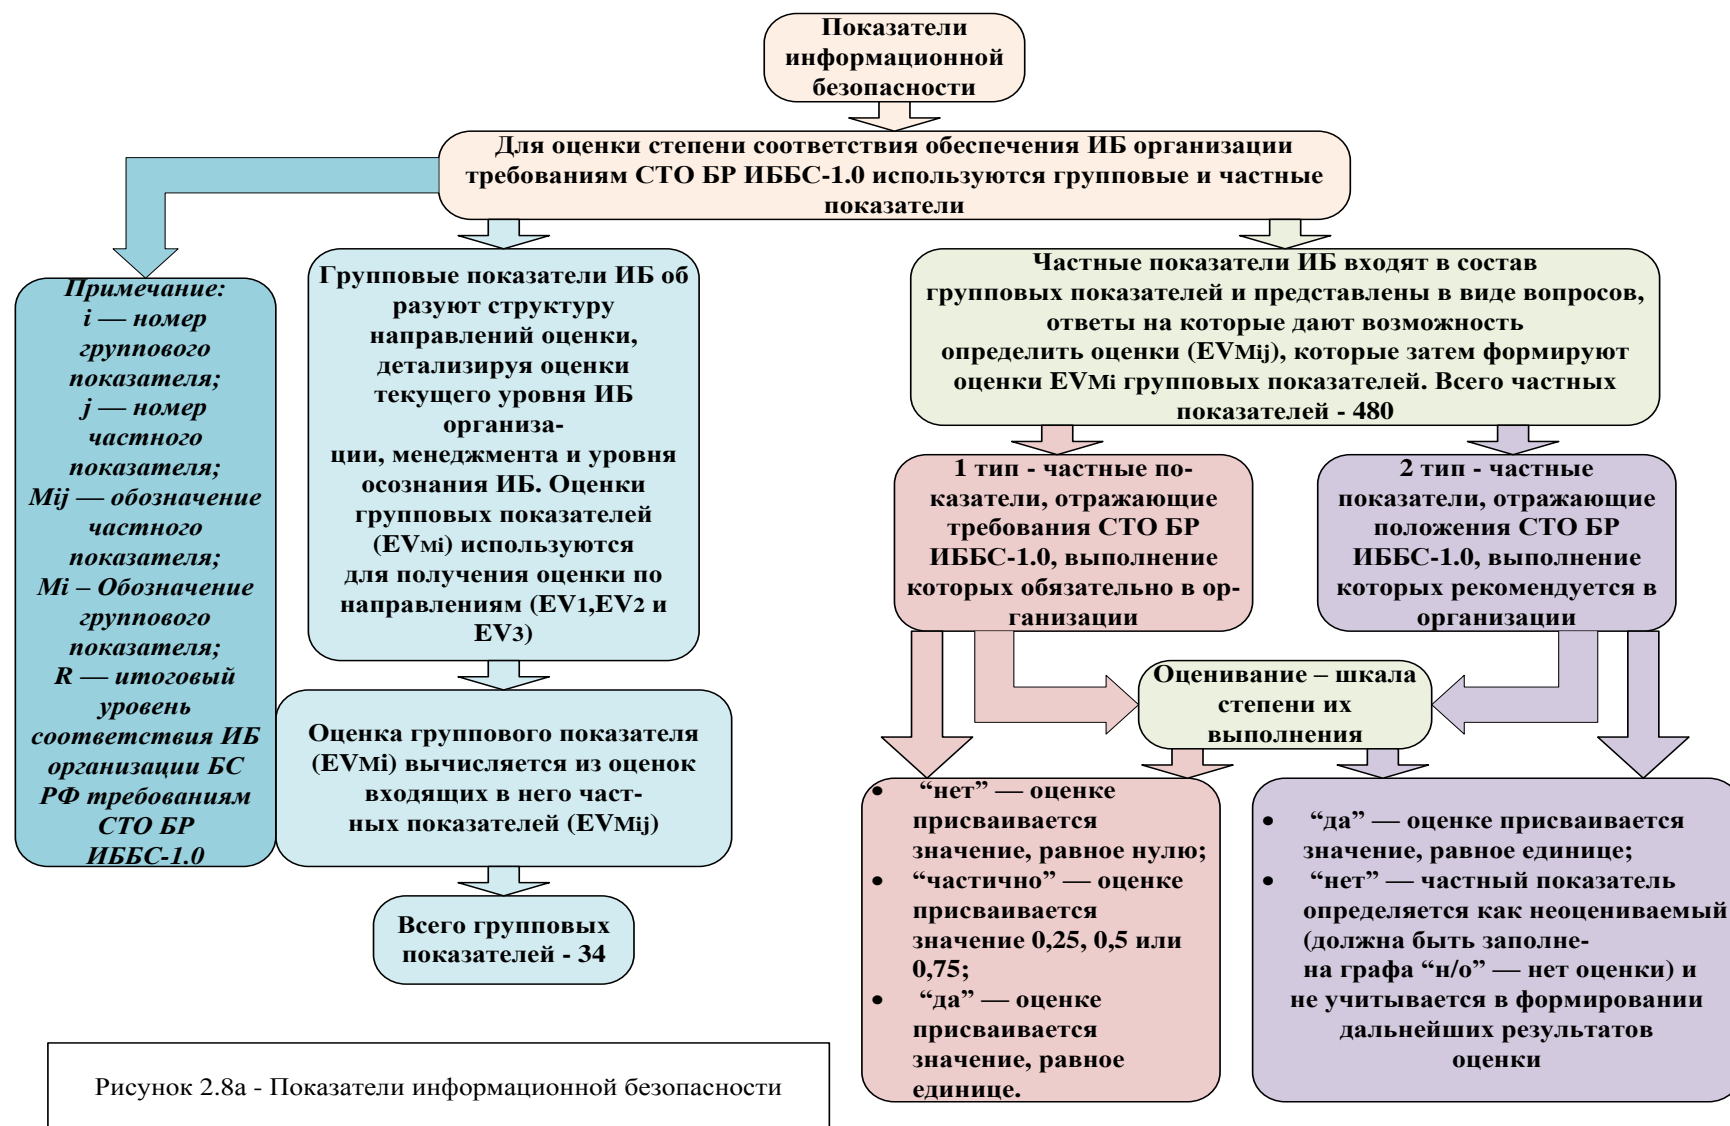 Показатели
информационной
безопасности
Для оценки степени соответствия обеспечения ИБ организации
требованиям СТО БР ИББС-1.0 используются групповые и частные
показатели
Примечание:
i — номер
группового
показателя;
j — номер
частного
показателя;
Mij — обозначение
частного
показателя;
Mi – Обозначение
группового
показателя;
R — итоговый
уровень
соответствия ИБ
организации БС
РФ требованиям
СТО БР
ИББС-1.0
Групповые показатели ИБ об
разуют структуру
направлений оценки,
детализируя оценки
текущего уровня ИБ
организа-
ции, менеджмента и уровня
осознания ИБ. Оценки
групповых показателей
(EVMi) используются
для получения оценки по
направлениям (EV1,EV2 и
EV3)
Оценка группового показателя
(EVMi) вычисляется из оценок
входящих в него част-
ных показателей (EVMij)
Всего групповых
показателей - 34
Частные показатели ИБ входят в состав
групповых показателей и представлены в виде вопросов,
ответы на которые дают возможность
определить оценки (EVMij), которые затем формируют
оценки EVMi групповых показателей. Всего частных
показателей - 480
1 тип - частные по-
казатели, отражающие
требования СТО БР
ИББС-1.0, выполнение
которых обязательно в ор-
ганизации
2 тип - частные
показатели, отражающие
положения СТО БР
ИББС-1.0, выполнение
которых рекомендуется в
организации
Оценивание – шкала
степени их
выполнения
• “нет” — оценке
присваивается
значение, равное нулю;
• “частично” — оценке
присваивается
значение 0,25, 0,5 или
0,75;
• “да” — оценке
присваивается
значение, равное
единице.
• “да” — оценке присваивается
значение, равное единице;
• “нет” — частный показатель
определяется как неоцениваемый
(должна быть заполне-
на графа “н/о” — нет оценки) и
не учитывается в формировании
дальнейших результатов
оценки
Рисунок 2.8а - Показатели информационной безопасности